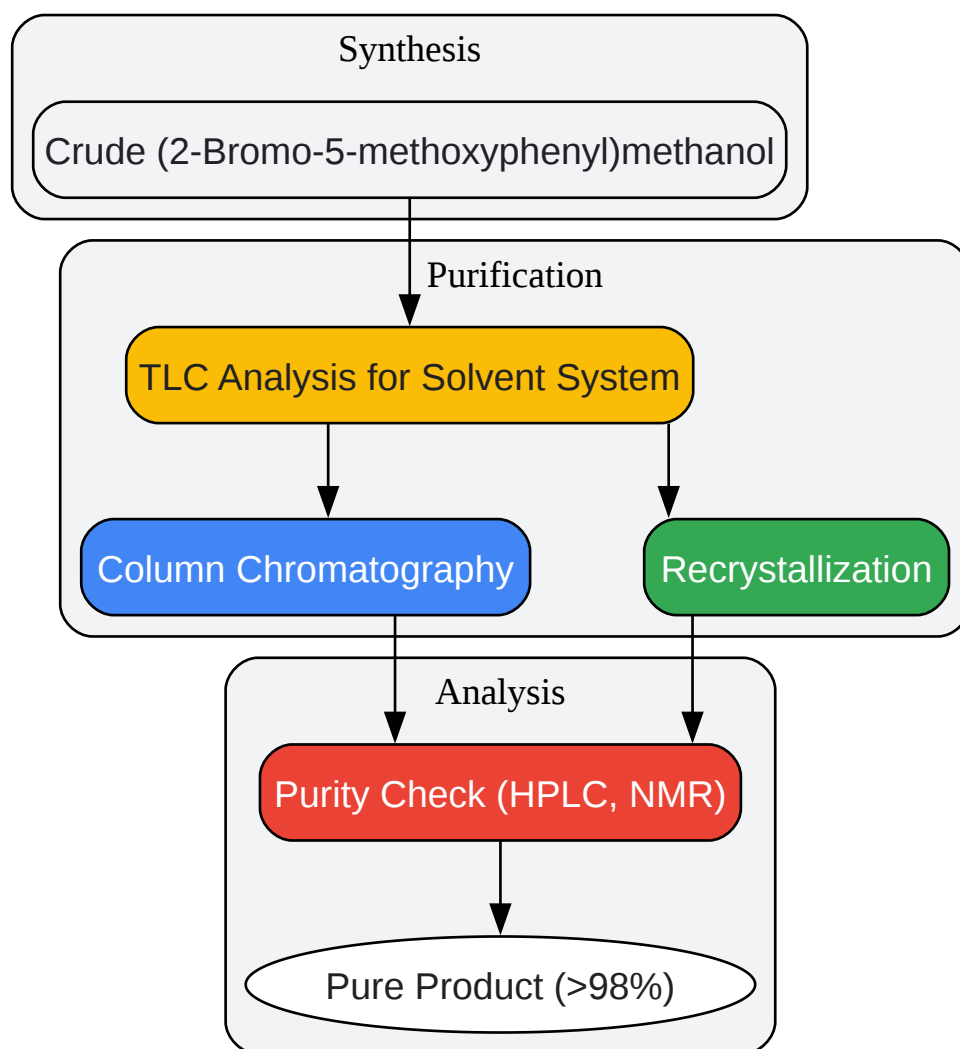 Synthesis
Crude (2-Bromo-5-methoxyphenyl)methanol
Purification
TLC Analysis for Solvent System
Column Chromatography
Recrystallization
Analysis
Purity Check (HPLC, NMR)
Pure Product (>98%)